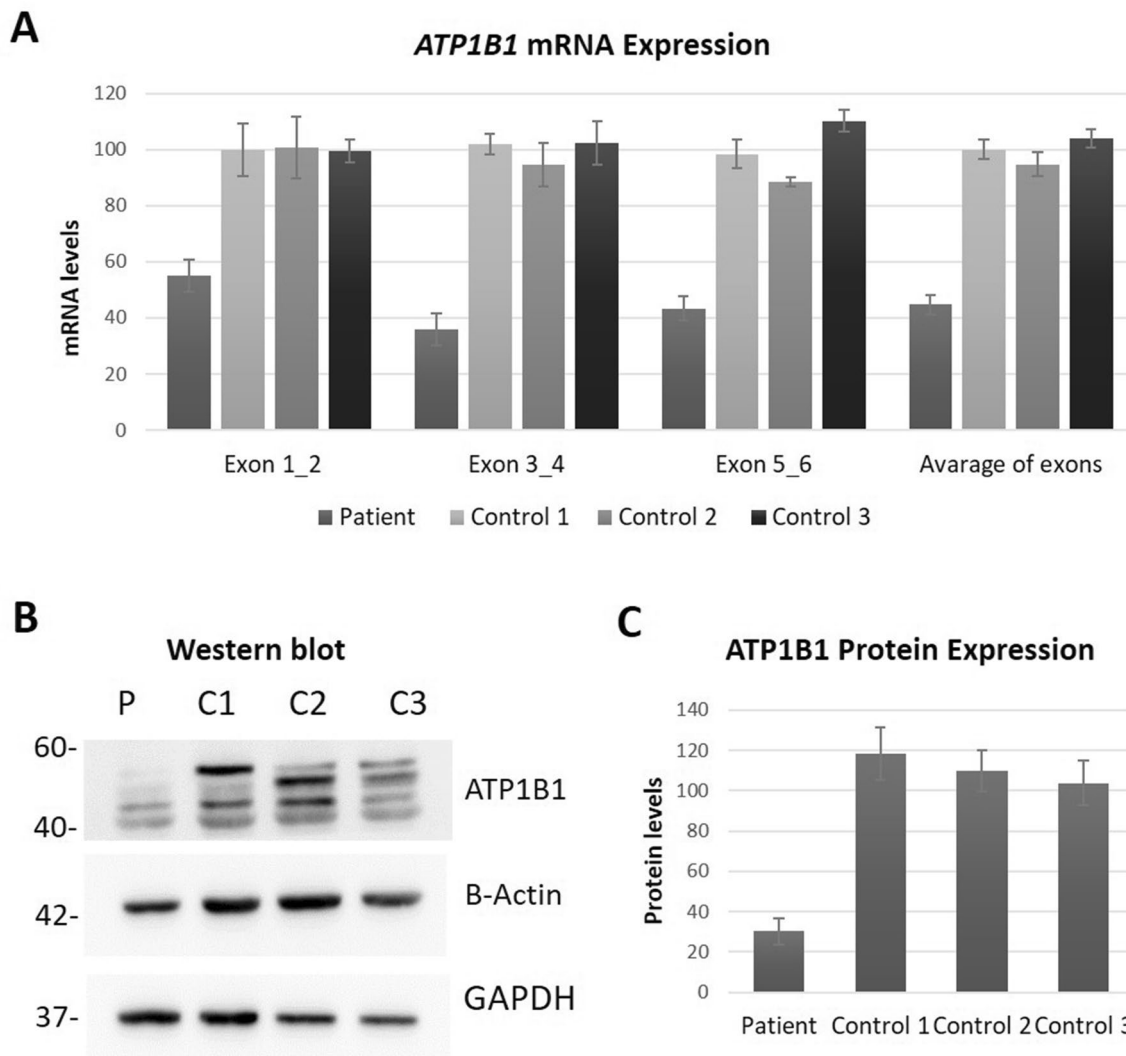 A
ATP1B1 mRNA Expression
mRNA levels
120
100
80
60
40
20
0
Exon 1_2 Exon 3_4 Exon 5_6 Avarage of exons
Patient Control 1 Control 2 Control 3
B
Western blot
P C1 C2 C3
60-
ATP1B1
40-
B-Actin
42-
GAPDH
37-
C
ATP1B1 Protein Expression
Protein levels
140
120
100
80
60
40
20
0
Patient Control 1 Control 2 Control 3